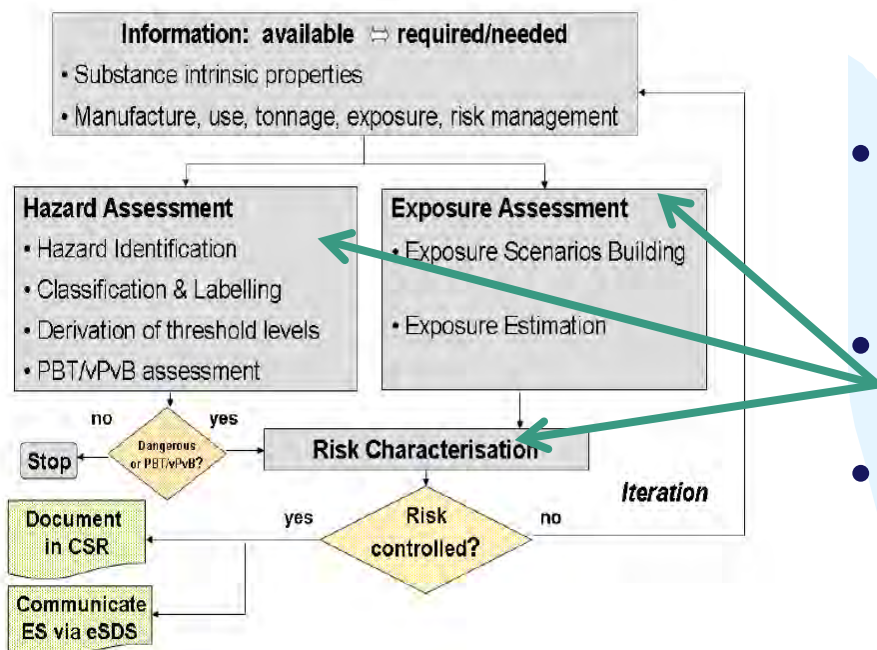 Information: available ⇔ required/needed
• Substance intrinsic properties
• Manufacture, use, tonnage, exposure, risk management
Hazard Assessment
• Hazard Identification
• Classification & Labelling
• Derivation of threshold levels
• PBT/vPvB assessment
Exposure Assessment
• Exposure Scenarios Building
• Exposure Estimation
no
yes
Stop
Dangerous
or PBT/vPvB?
Risk Characterisation
Iteration
Document
in CSR
yes
Risk
controlled?
no
Communicate
ES via eSDS